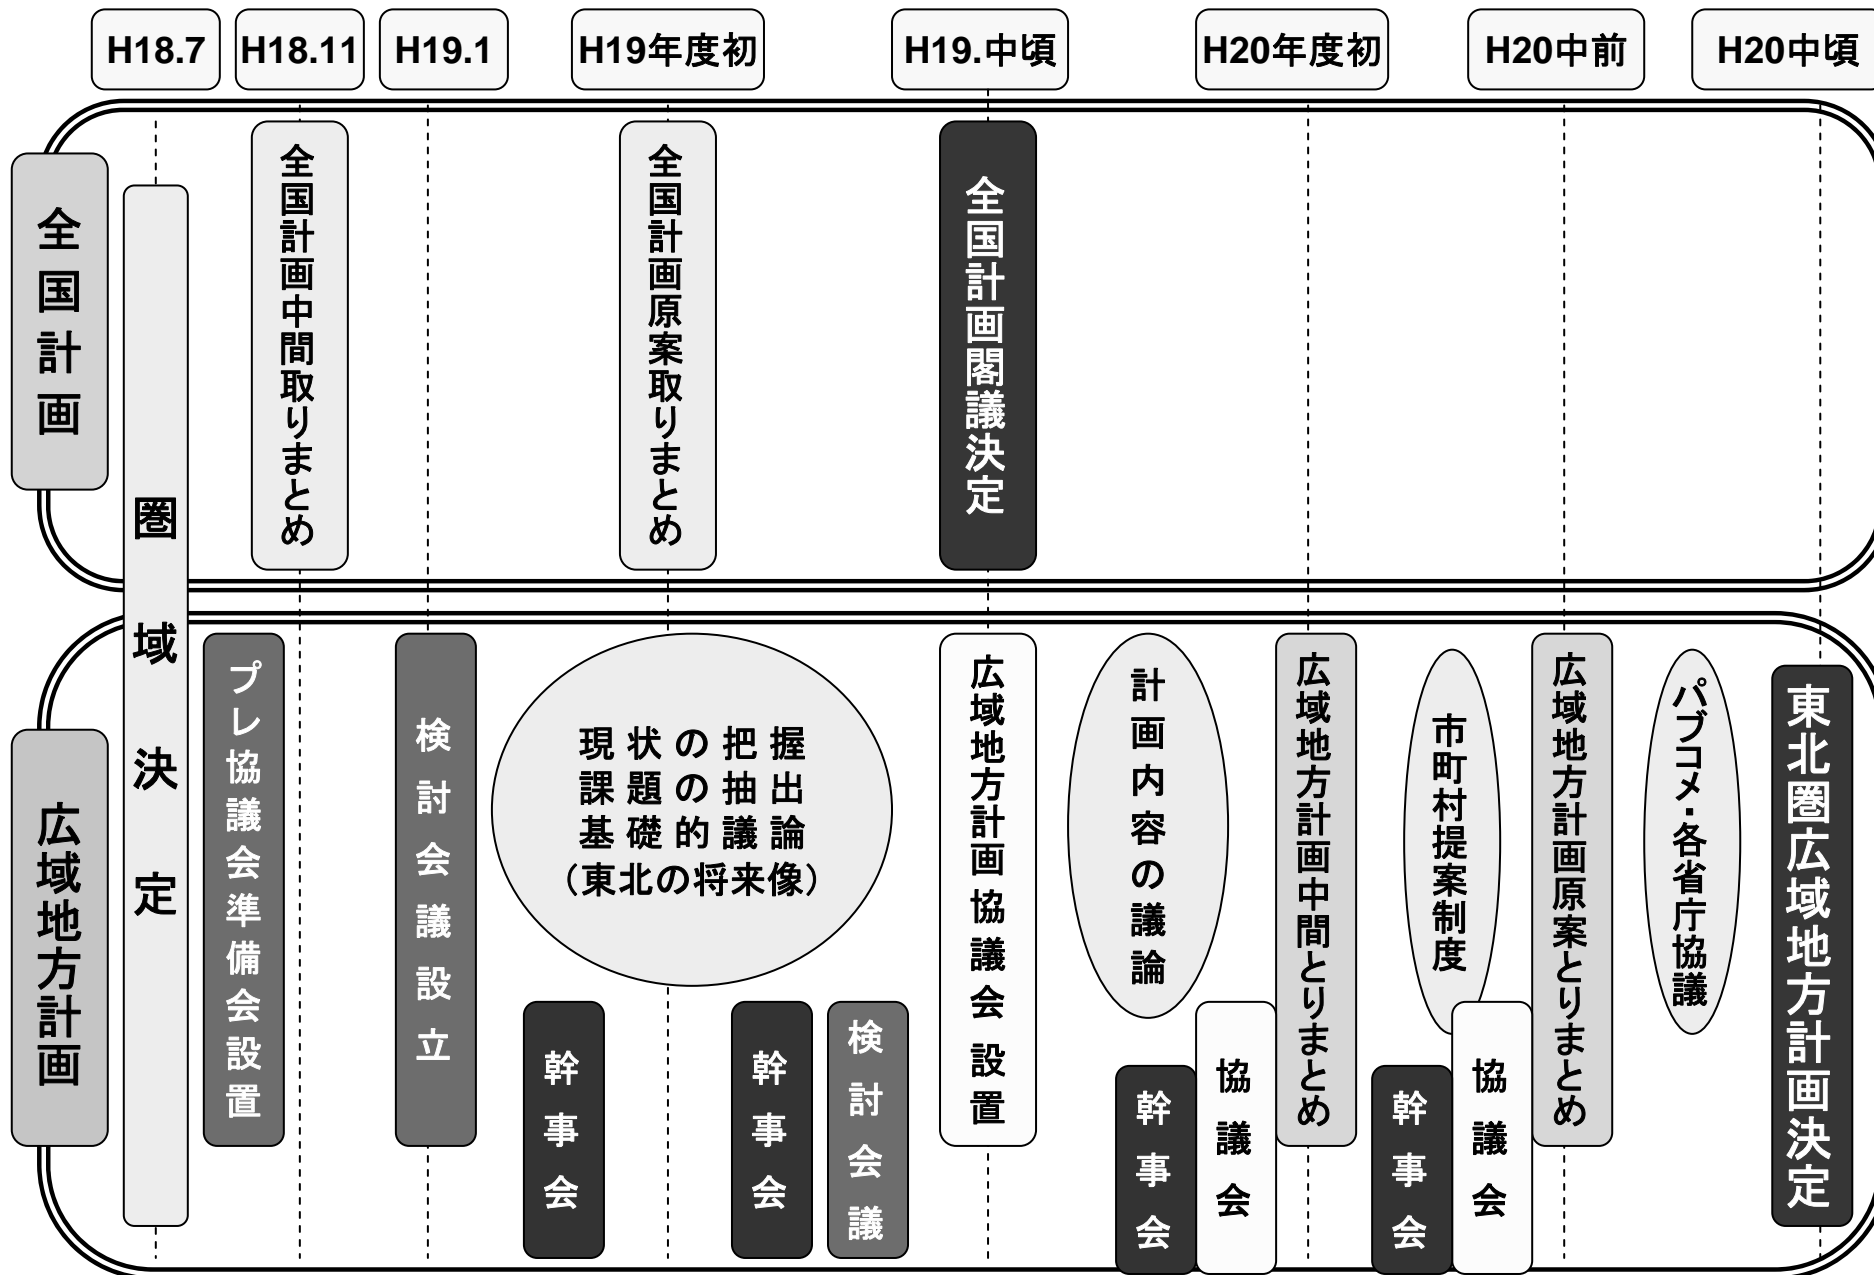 H18.7
H18.11
H19.1
H19年度初
H19.中頃
H20年度初
H20中前
H20中頃
全国計画
圏域決定
全国計画中間取りまとめ
全国計画原案取りまとめ
全国計画閣議決定
広域地方計画
プレ協議会準備会設置
検討会議設立
現状の把握
課題の抽出
基礎的議論
（東北の将来像）
幹事会
幹事会
検討会議
広域地方計画協議会設置
計画内容の議論
幹事会
協議会
広域地方計画中間とりまとめ
市町村提案制度
幹事会
協議会
広域地方計画原案とりまとめ
パブコメ・各省庁協議
東北圏広域地方計画決定